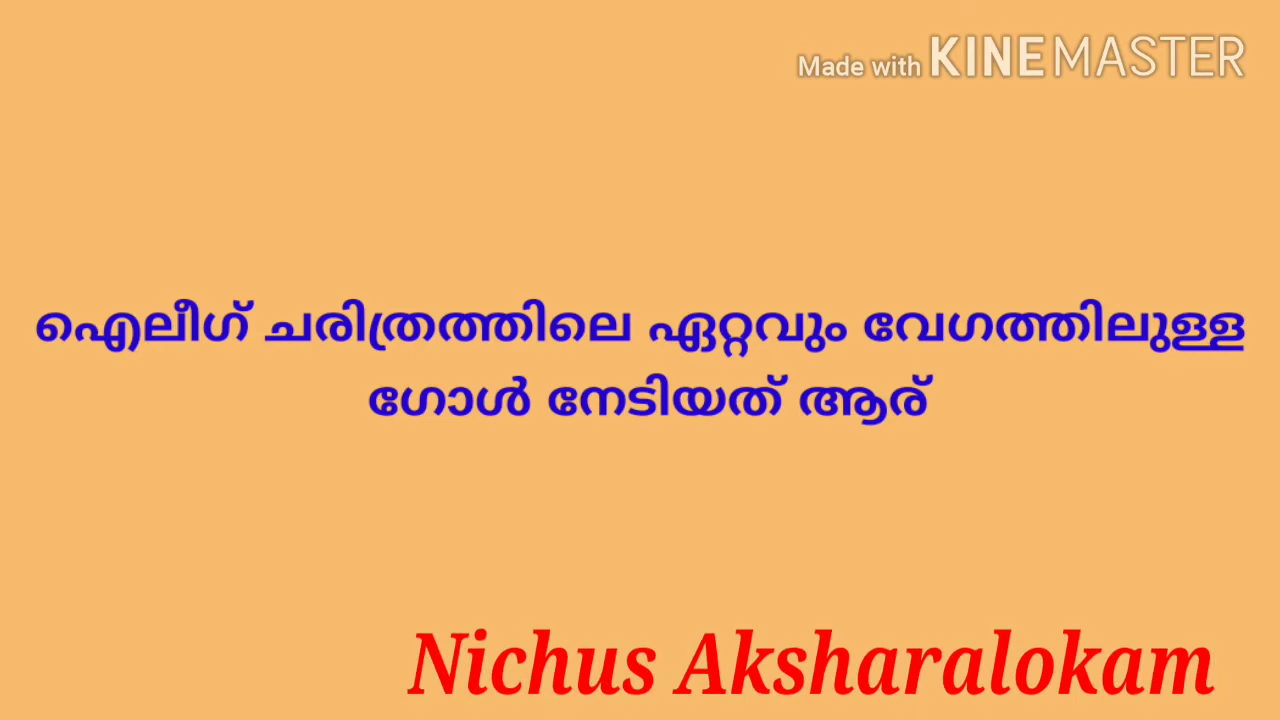 Made with KINEMASTER
ഐലീഗ് ചരിത്രത്തിലെ ഏറ്റവും വേഗത്തിലുള്ള
ഗോൾ നേടിയത് ആര്
Nichus Aksharalokam